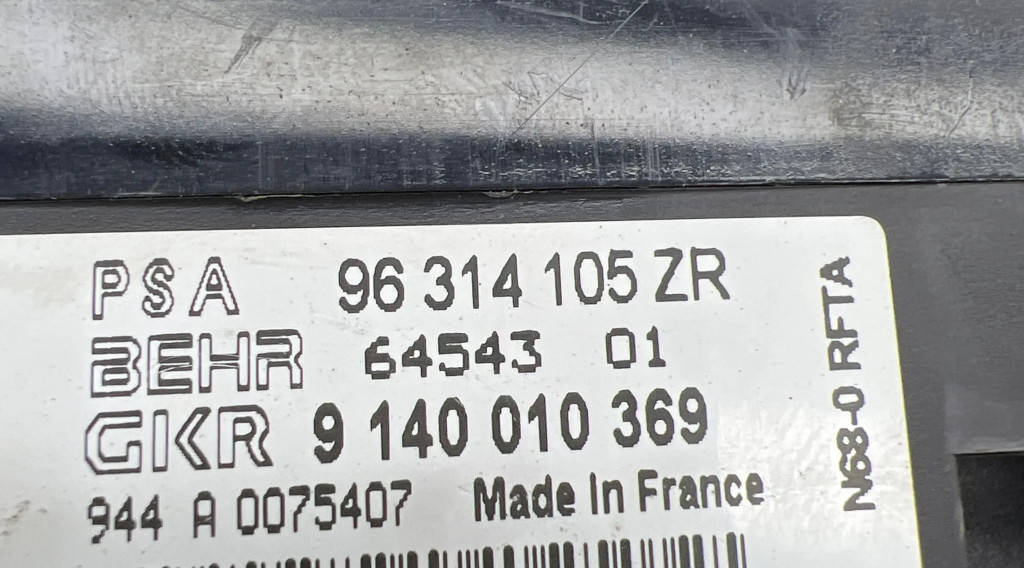 PSA 96 314 105 ZR
BEHR 64543 01
GKR 9 140 010 369
944 A 0075407 Made In France
N68-0 RFTA